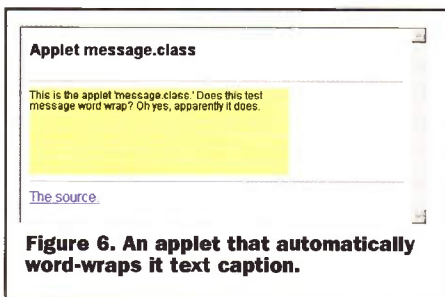 Applet message.class
This is the applet 'message.class.' Does this test
message word wrap? Oh yes, apparently it does.
The source.
Figure 6. An applet that automatically
word-wraps it text caption.